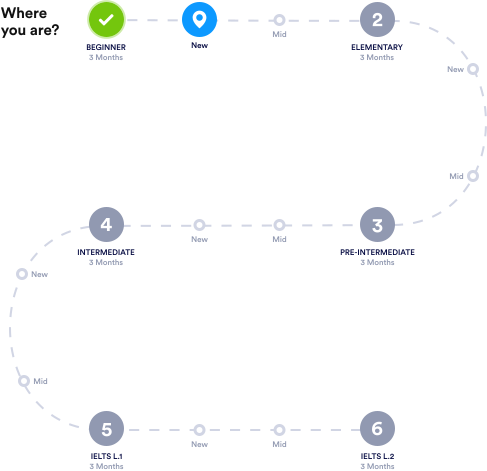 Where
you are?
BEGINNER
3 Months
New
Mid
2
ELEMENTARY
3 Months
New
Mid
3
PRE-INTERMEDIATE
3 Months
Mid
New
4
INTERMEDIATE
3 Months
New
Mid
5
IELTS L.1
3 Months
New
Mid
6
IELTS L.2
3 Months